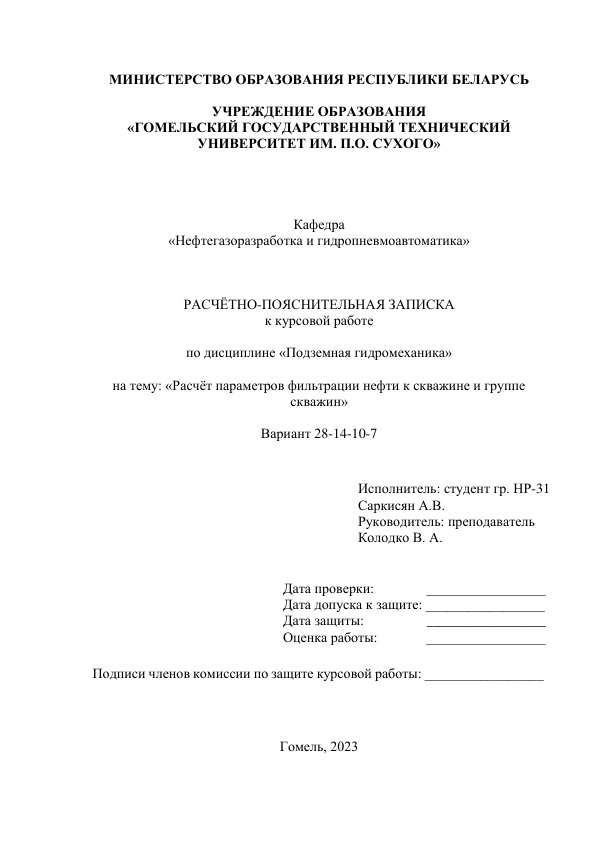 МИНИСТЕРСТВО ОБРАЗОВАНИЯ РЕСПУБЛИКИ БЕЛАРУСЬ
УЧРЕЖДЕНИЕ ОБРАЗОВАНИЯ
«ГОМЕЛЬСКИЙ ГОСУДАРСТВЕННЫЙ ТЕХНИЧЕСКИЙ
УНИВЕРСИТЕТ ИМ. П.О. СУХОГО»
Кафедра
«Нефтегазоразработка и гидропневмоавтоматика»
РАСЧЁТНО-ПОЯСНИТЕЛЬНАЯ ЗАПИСКА
к курсовой работе
по дисциплине «Подземная гидромеханика»
на тему: «Расчёт параметров фильтрации нефти к скважине и группе
скважин»
Вариант 28-14-10-7
Исполнитель: студент гр. НР-31
Саркисян А.В.
Руководитель: преподаватель
Колодко В. А.
Дата проверки: _________________
Дата допуска к защите: _________________
Дата защиты: _________________
Оценка работы: _________________
Подписи членов комиссии по защите курсовой работы: _________________
Гомель, 2023